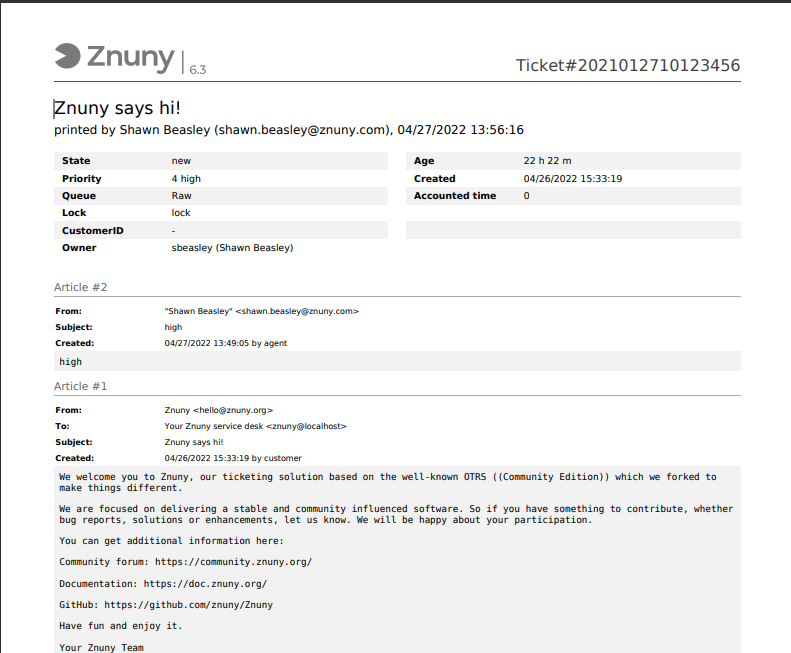 Znuny 6.3
Ticket#2021012710123456
Znuny says hi!
printed by Shawn Beasley (shawn.beasley@znuny.com), 04/27/2022 13:56:16
State new
Priority 4 high
Queue Raw
Lock lock
CustomerID -
Owner sbeasley (Shawn Beasley)
Age 22 h 22 m
Created 04/26/2022 15:33:19
Accounted time 0
Article #2
From: "Shawn Beasley" <shawn.beasley@znuny.com>
Subject: high
Created: 04/27/2022 13:49:05 by agent
high
Article #1
From: Znuny <hello@znuny.org>
To: Your Znuny service desk <znuny@localhost>
Subject: Znuny says hi!
Created: 04/26/2022 15:33:19 by customer
We welcome you to Znuny, our ticketing solution based on the well-known OTRS ((Community Edition)) which we forked to
make things different.
We are focused on delivering a stable and community influenced software. So if you have something to contribute, whether
bug reports, solutions or enhancements, let us know. We will be happy about your participation.
You can get additional information here:
Community forum: https://community.znuny.org/
Documentation: https://doc.znuny.org/
GitHub: https://github.com/znuny/Znuny
Have fun and enjoy it.
Your Znuny Team